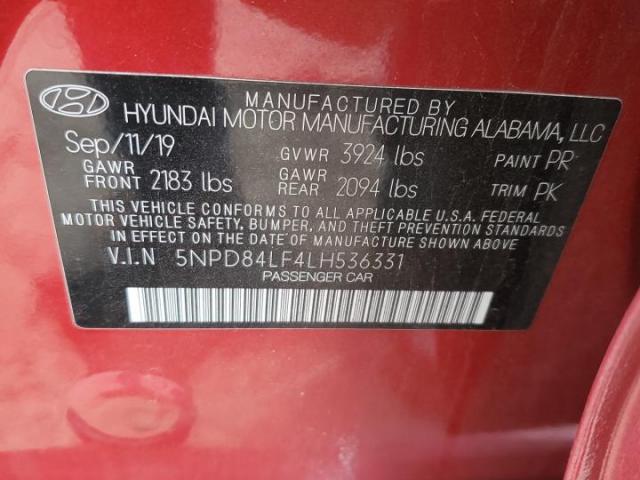 MANUFACTURED BY
HYUNDAI MOTOR MANUFACTURING ALABAMA, LLC
Sep/11/19 GVWR 3924 lbs PAINT PR
GAWR FRONT 2183 lbs GAWR REAR 2094 lbs TRIM PK
THIS VEHICLE CONFORMS TO ALL APPLICABLE U.S.A. FEDERAL
MOTOR VEHICLE SAFETY, BUMPER, AND THEFT PREVENTION STANDARDS
IN EFFECT ON THE DATE OF MANUFACTURE SHOWN ABOVE.
V.I.N 5NPD84LF4LH536331
PASSENGER CAR